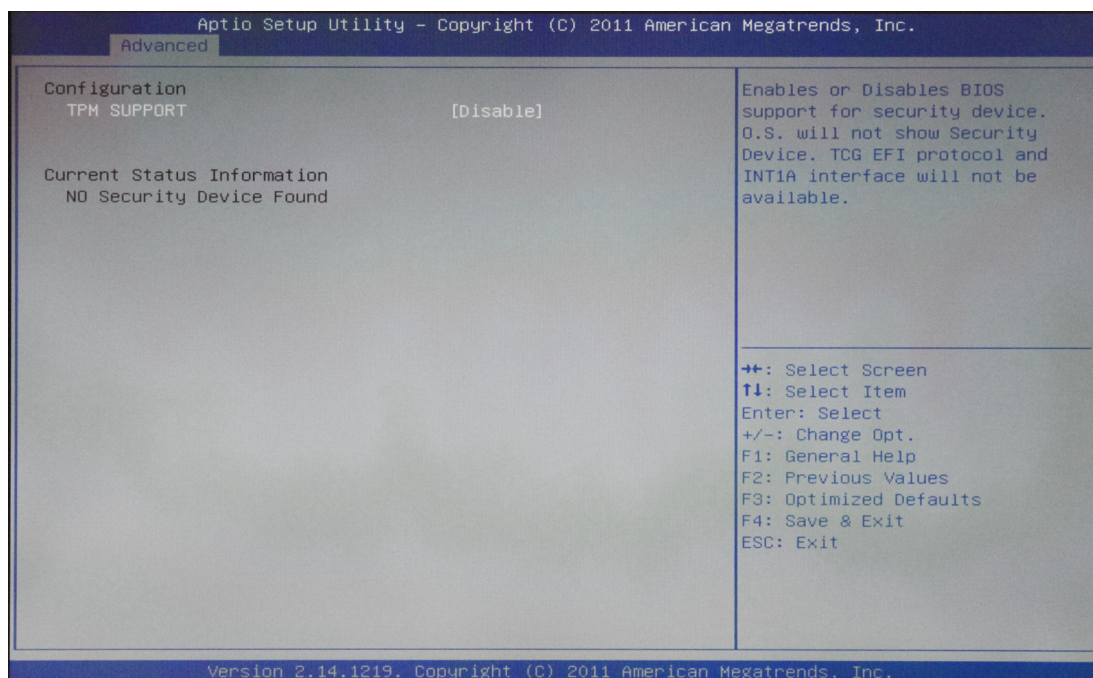 Aptio Setup Utility – Copyright (C) 2011 American Megatrends, Inc.
Advanced
Configuration
TPM SUPPORT [Disable]
Current Status Information
NO Security Device Found
Enables or Disables BIOS
support for security device.
O.S. will not show Security
Device. TCG EFI protocol and
INT1A interface will not be
available.
→←: Select Screen
↑↓: Select Item
Enter: Select
+/-: Change Opt.
F1: General Help
F2: Previous Values
F3: Optimized Defaults
F4: Save & Exit
ESC: Exit
Version 2.14.1219. Copyright (C) 2011 American Megatrends, Inc.